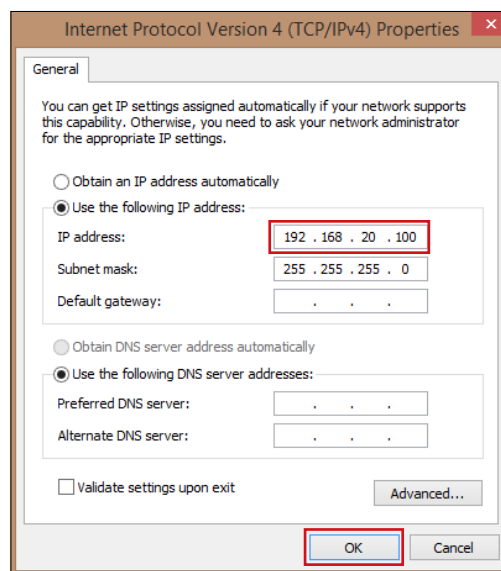 Internet Protocol Version 4 (TCP/IPv4) Properties
General
You can get IP settings assigned automatically if your network supports
this capability. Otherwise, you need to ask your network administrator
for the appropriate IP settings.
Obtain an IP address automatically
Use the following IP address:
IP address: 192 . 168 . 20 . 100
Subnet mask: 255 . 255 . 255 . 0
Default gateway: . . .
Obtain DNS server address automatically
Use the following DNS server addresses:
Preferred DNS server: . . .
Alternate DNS server: . . .
Validate settings upon exit
Advanced...
OK Cancel